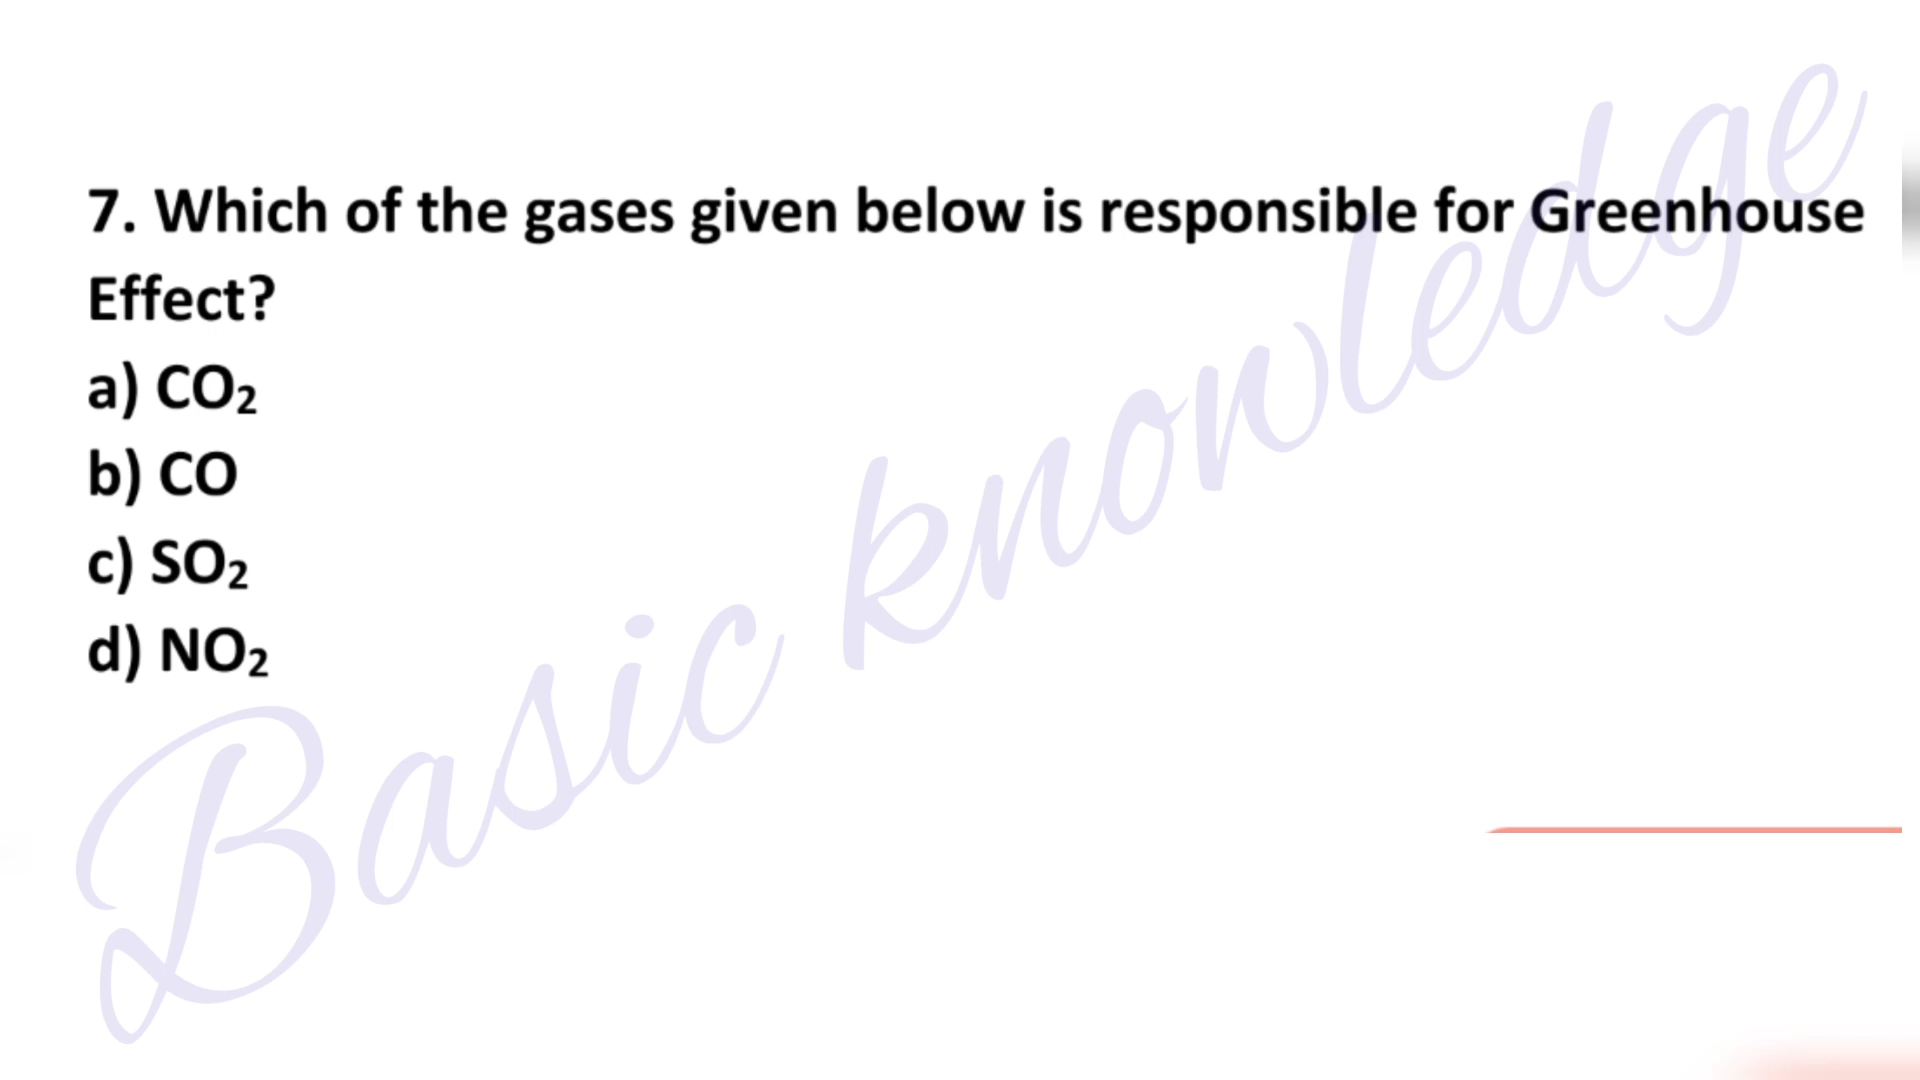 7. Which of the gases given below is responsible for Greenhouse
Effect?
a) CO₂
b) CO
c) SO₂
d) NO₂
Basic knowledge